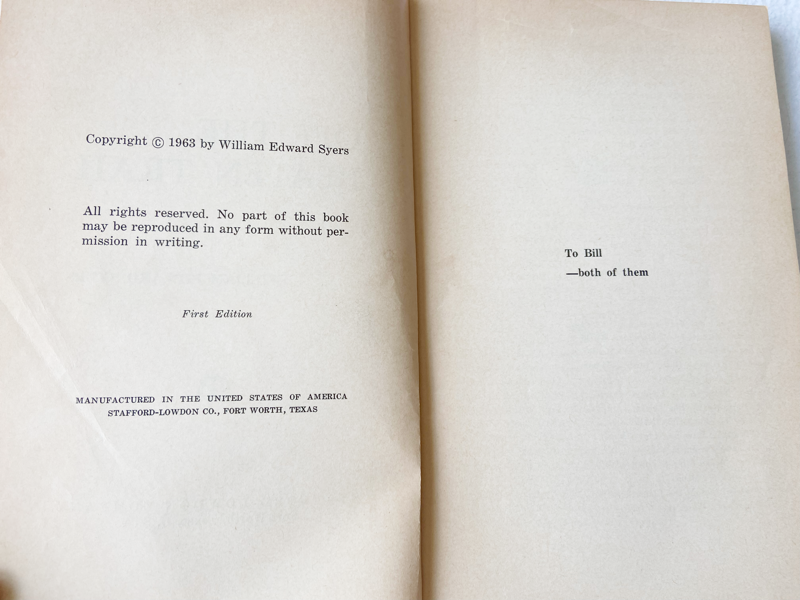 Copyright © 1963 by William Edward Syers
All rights reserved. No part of this book
may be reproduced in any form without per-
mission in writing.
First Edition
MANUFACTURED IN THE UNITED STATES OF AMERICA
STAFFORD-LOWDON CO., FORT WORTH, TEXAS
To Bill
—both of them